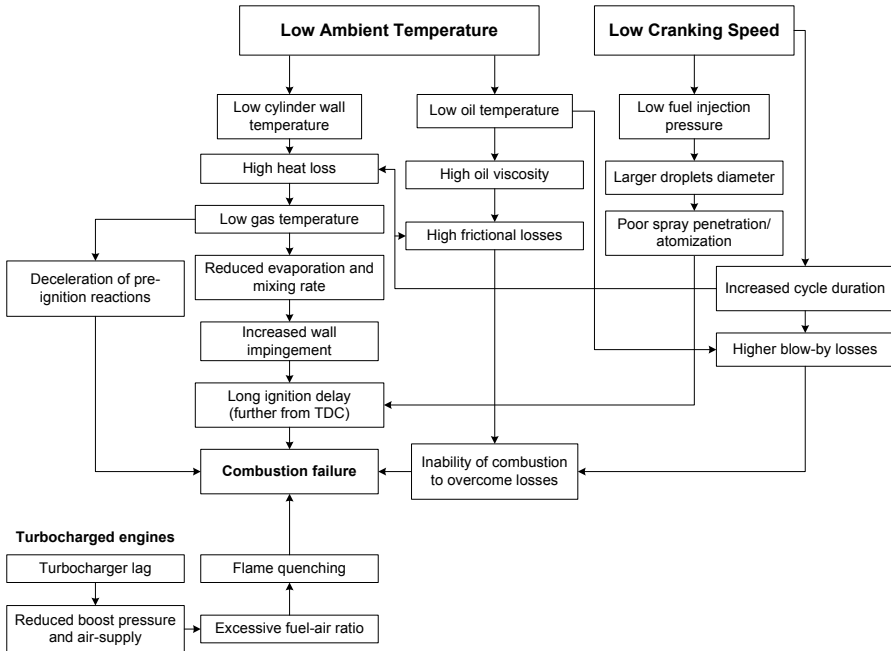 Low Ambient Temperature
Low Cranking Speed
Low cylinder wall
temperature
Low oil temperature
Low fuel injection
pressure
High heat loss
High oil viscosity
Larger droplets diameter
Low gas temperature
High frictional losses
Poor spray penetration/
atomization
Deceleration of pre-
ignition reactions
Reduced evaporation and
mixing rate
Increased cycle duration
Increased wall
impingement
Higher blow-by losses
Long ignition delay
(further from TDC)
Combustion failure
Inability of combustion
to overcome losses
Turbocharged engines
Turbocharger lag
Flame quenching
Reduced boost pressure
and air-supply
Excessive fuel-air ratio